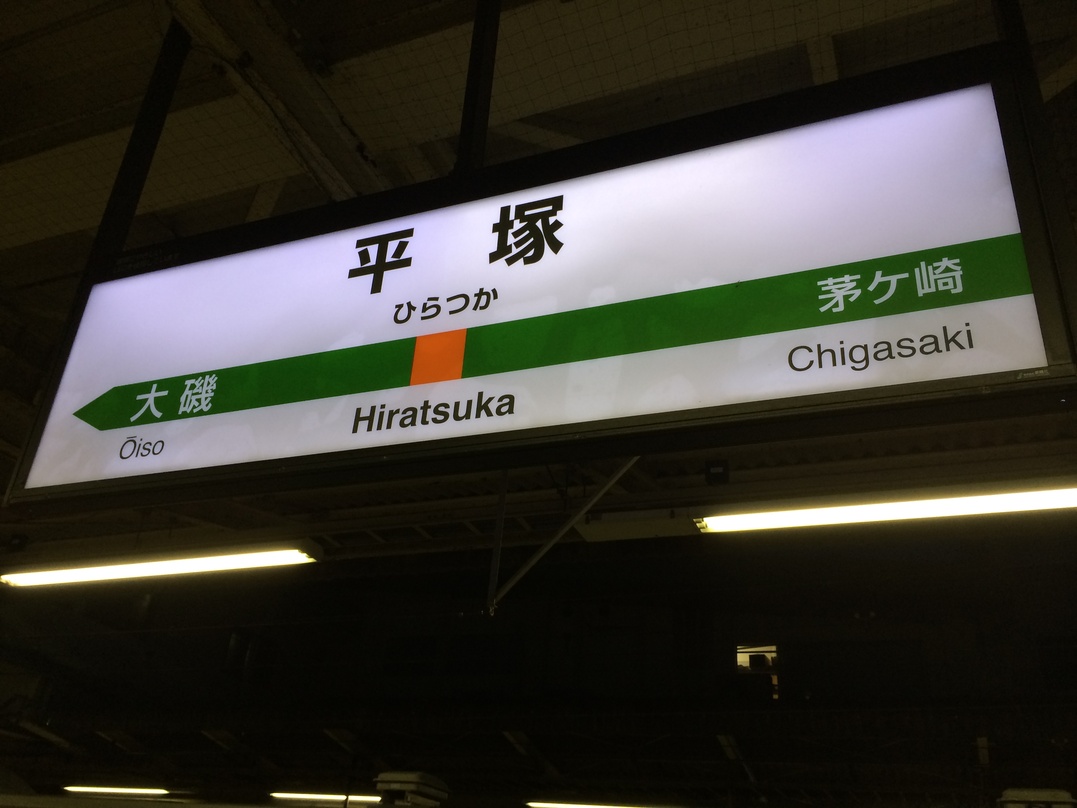 平塚
ひらつか
大磯
茅ケ崎
Ōiso
Hiratsuka
Chigasaki